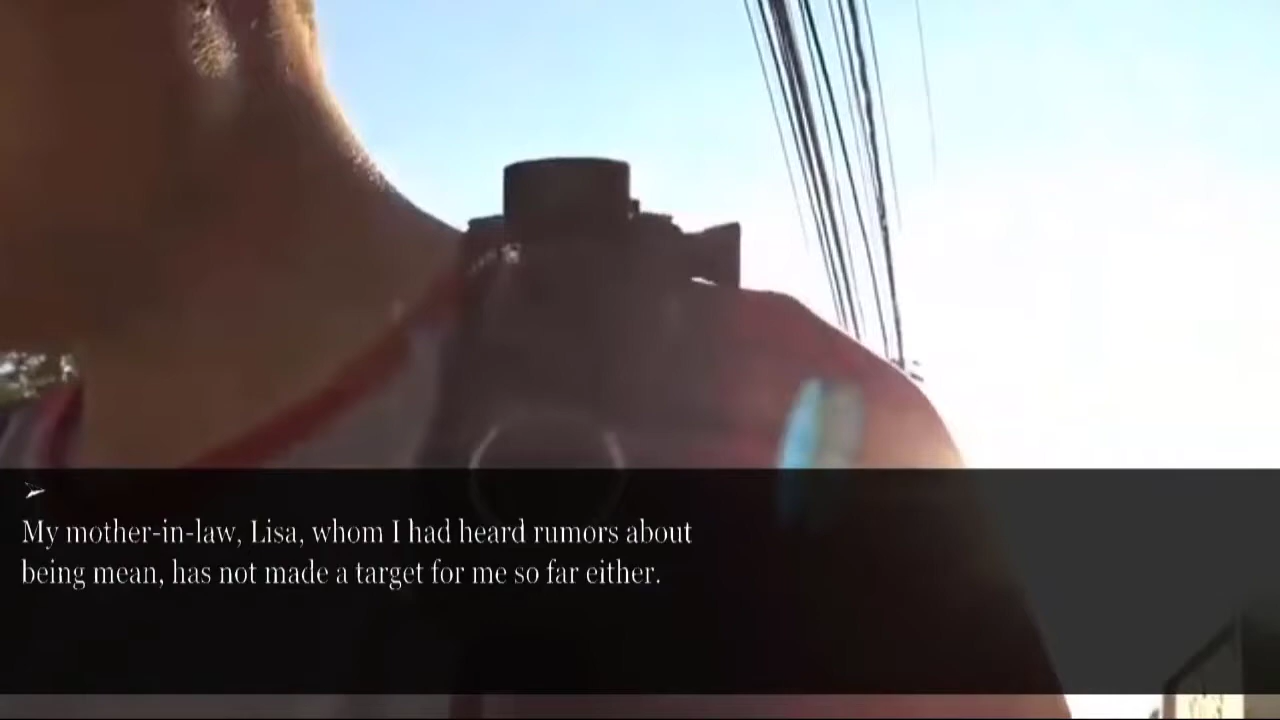 My mother-in-law, Lisa, whom I had heard rumors about
being mean, has not made a target for me so far either.